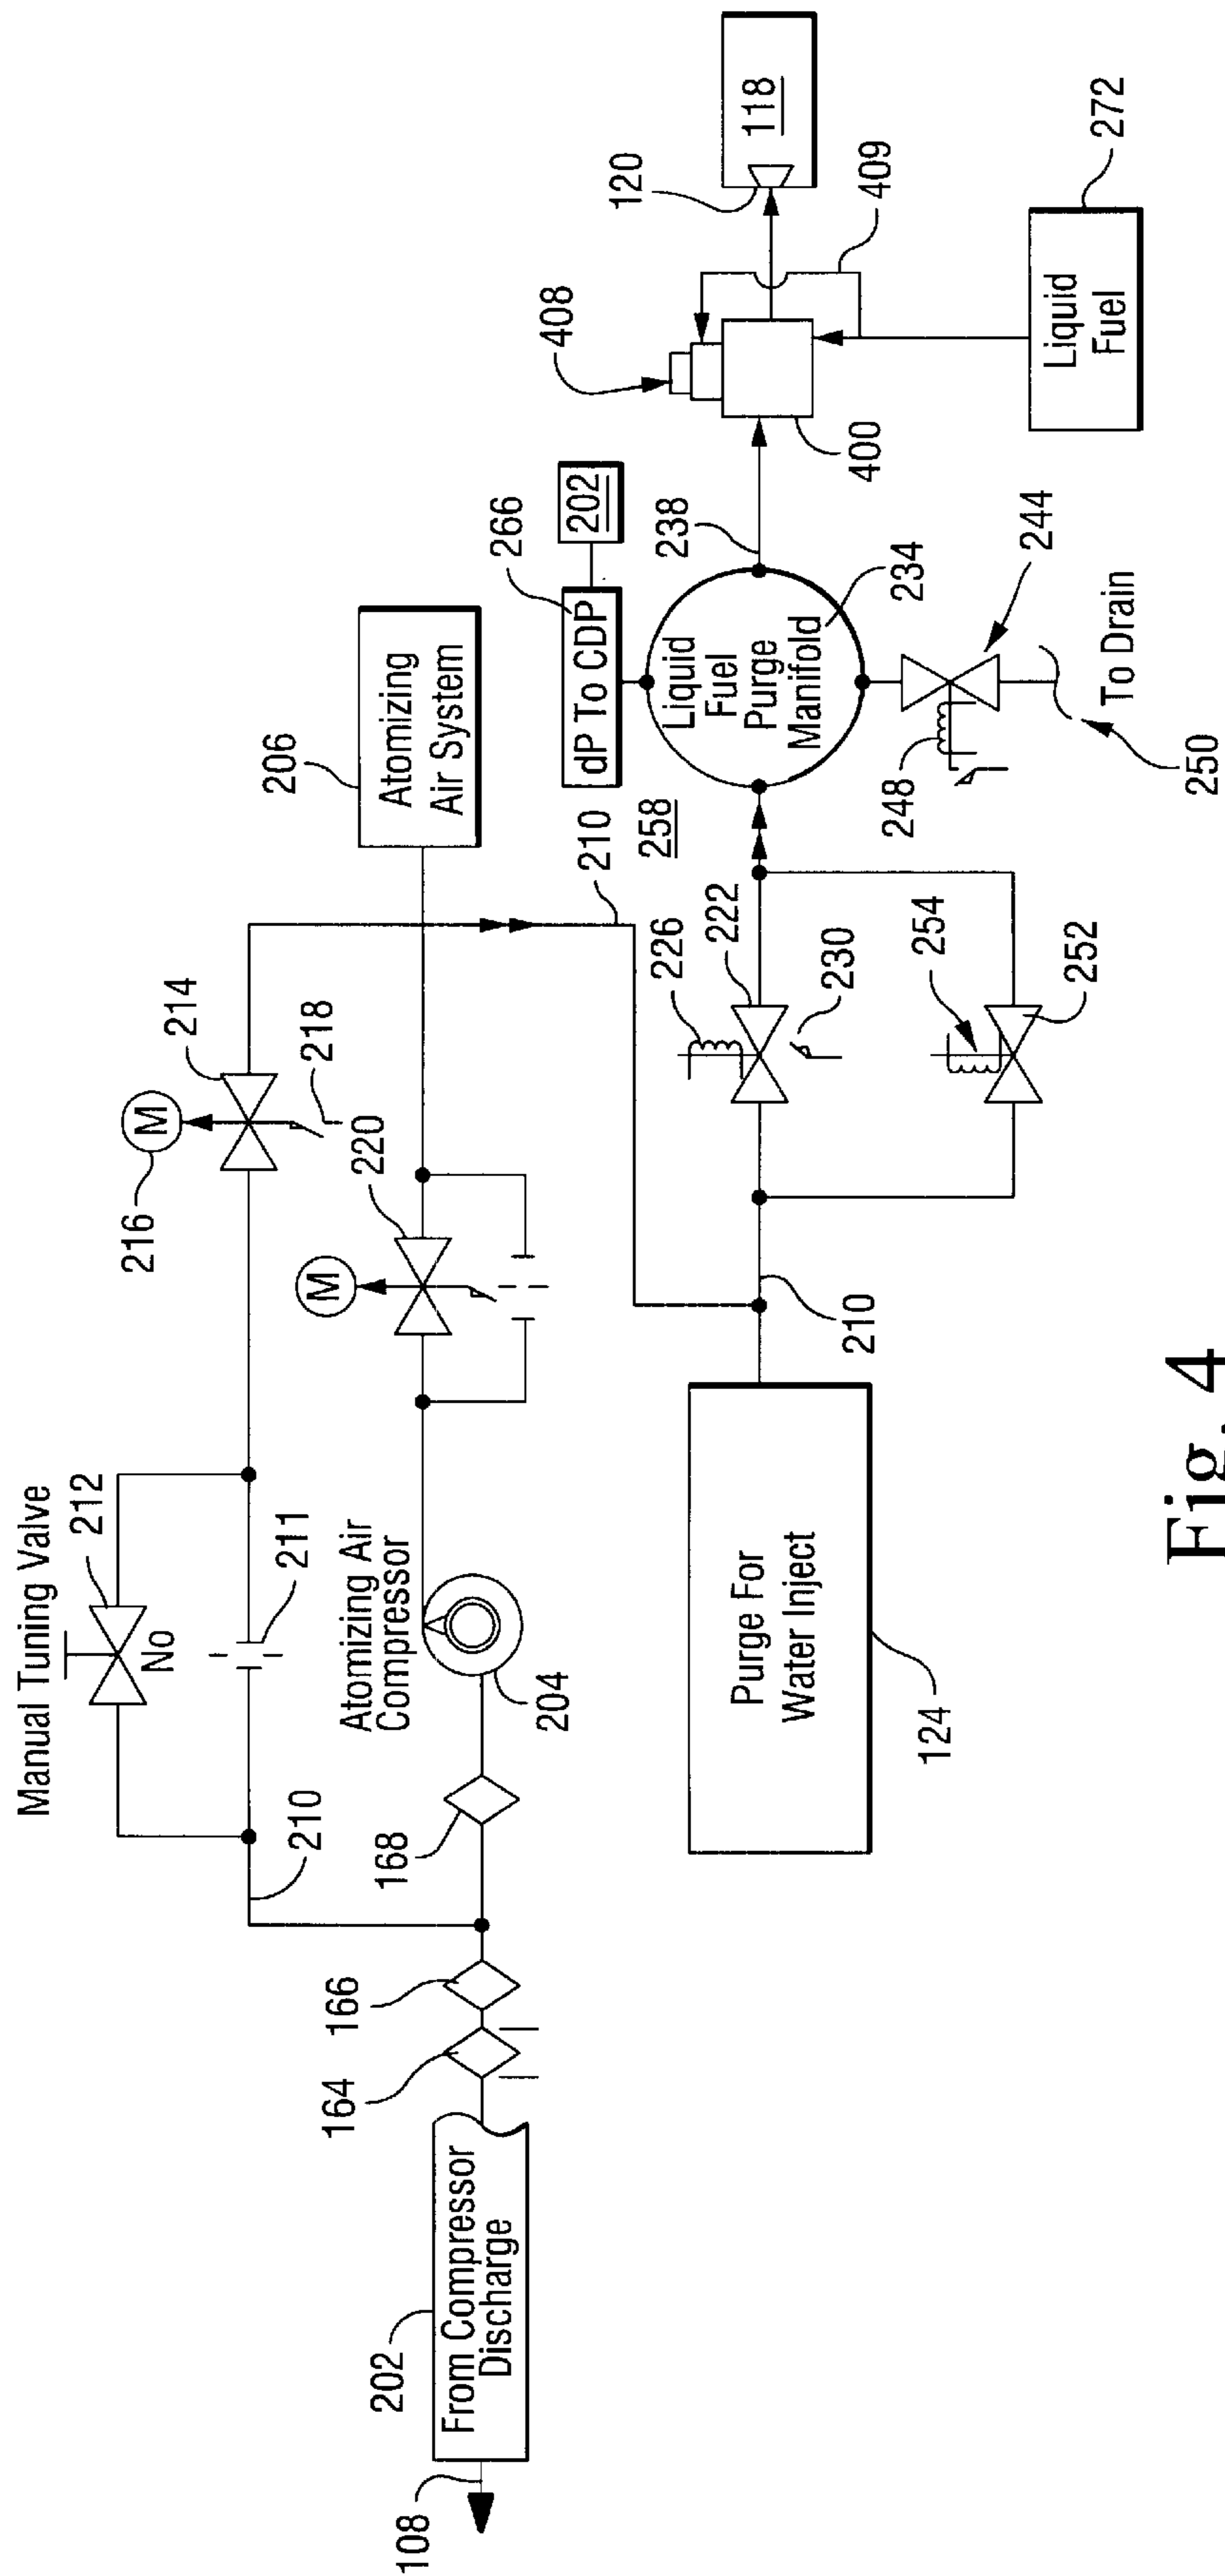 Manual Tuning Valve
212
No
211
210
216
M
214
218
206
Atomizing
Air System
M
220
Atomizing Air
Compressor
204
168
166
164
202
From Compressor
Discharge
108
210
266
dP To CDP
202
258
Liquid
Fuel
Purge
Manifold
234
238
408
400
409
120
118
Liquid
Fuel
272
226
222
230
254
252
248
244
To Drain
250
210
Purge For
Water Inject
124
Fig. 4